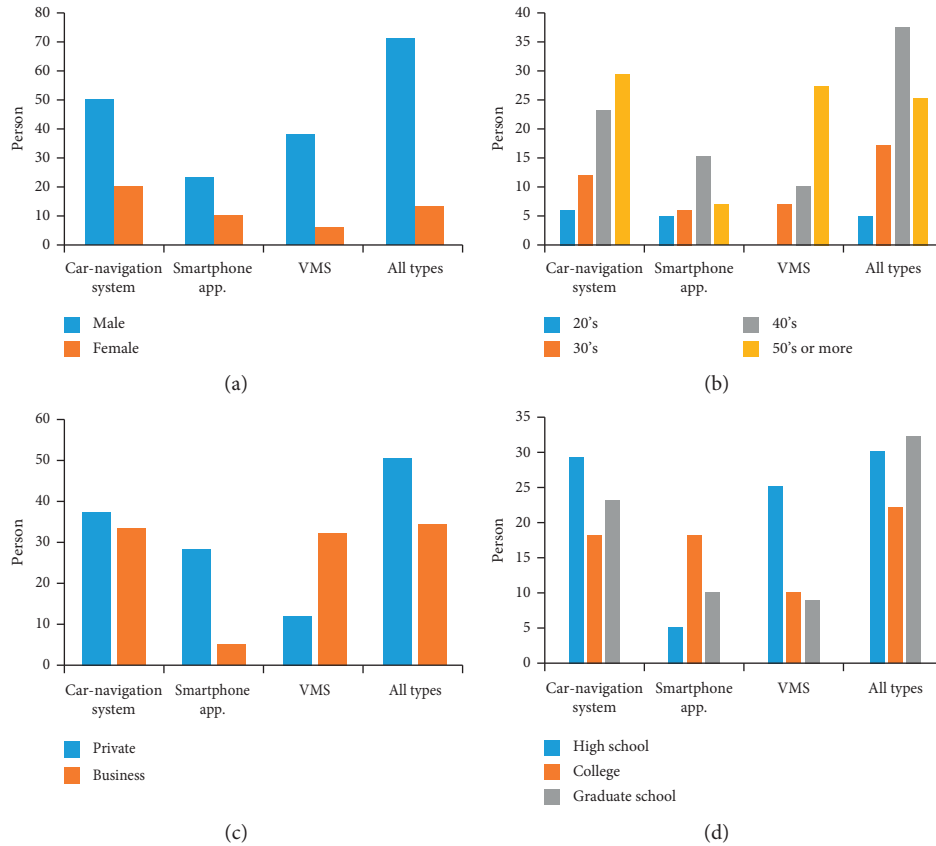 80
70
60
50
40
30
20
10
0
Person
Car-navigation
system
Smartphone
app.
VMS
All types
Male
Female
(a)
40
35
30
25
20
15
10
5
0
Person
Car-navigation
system
Smartphone
app.
VMS
All types
20's
30's
40's
50's or more
(b)
60
50
40
30
20
10
0
Person
Car-navigation
system
Smartphone
app.
VMS
All types
Private
Business
(c)
35
30
25
20
15
10
5
0
Person
Car-navigation
system
Smartphone
app.
VMS
All types
High school
College
Graduate school
(d)